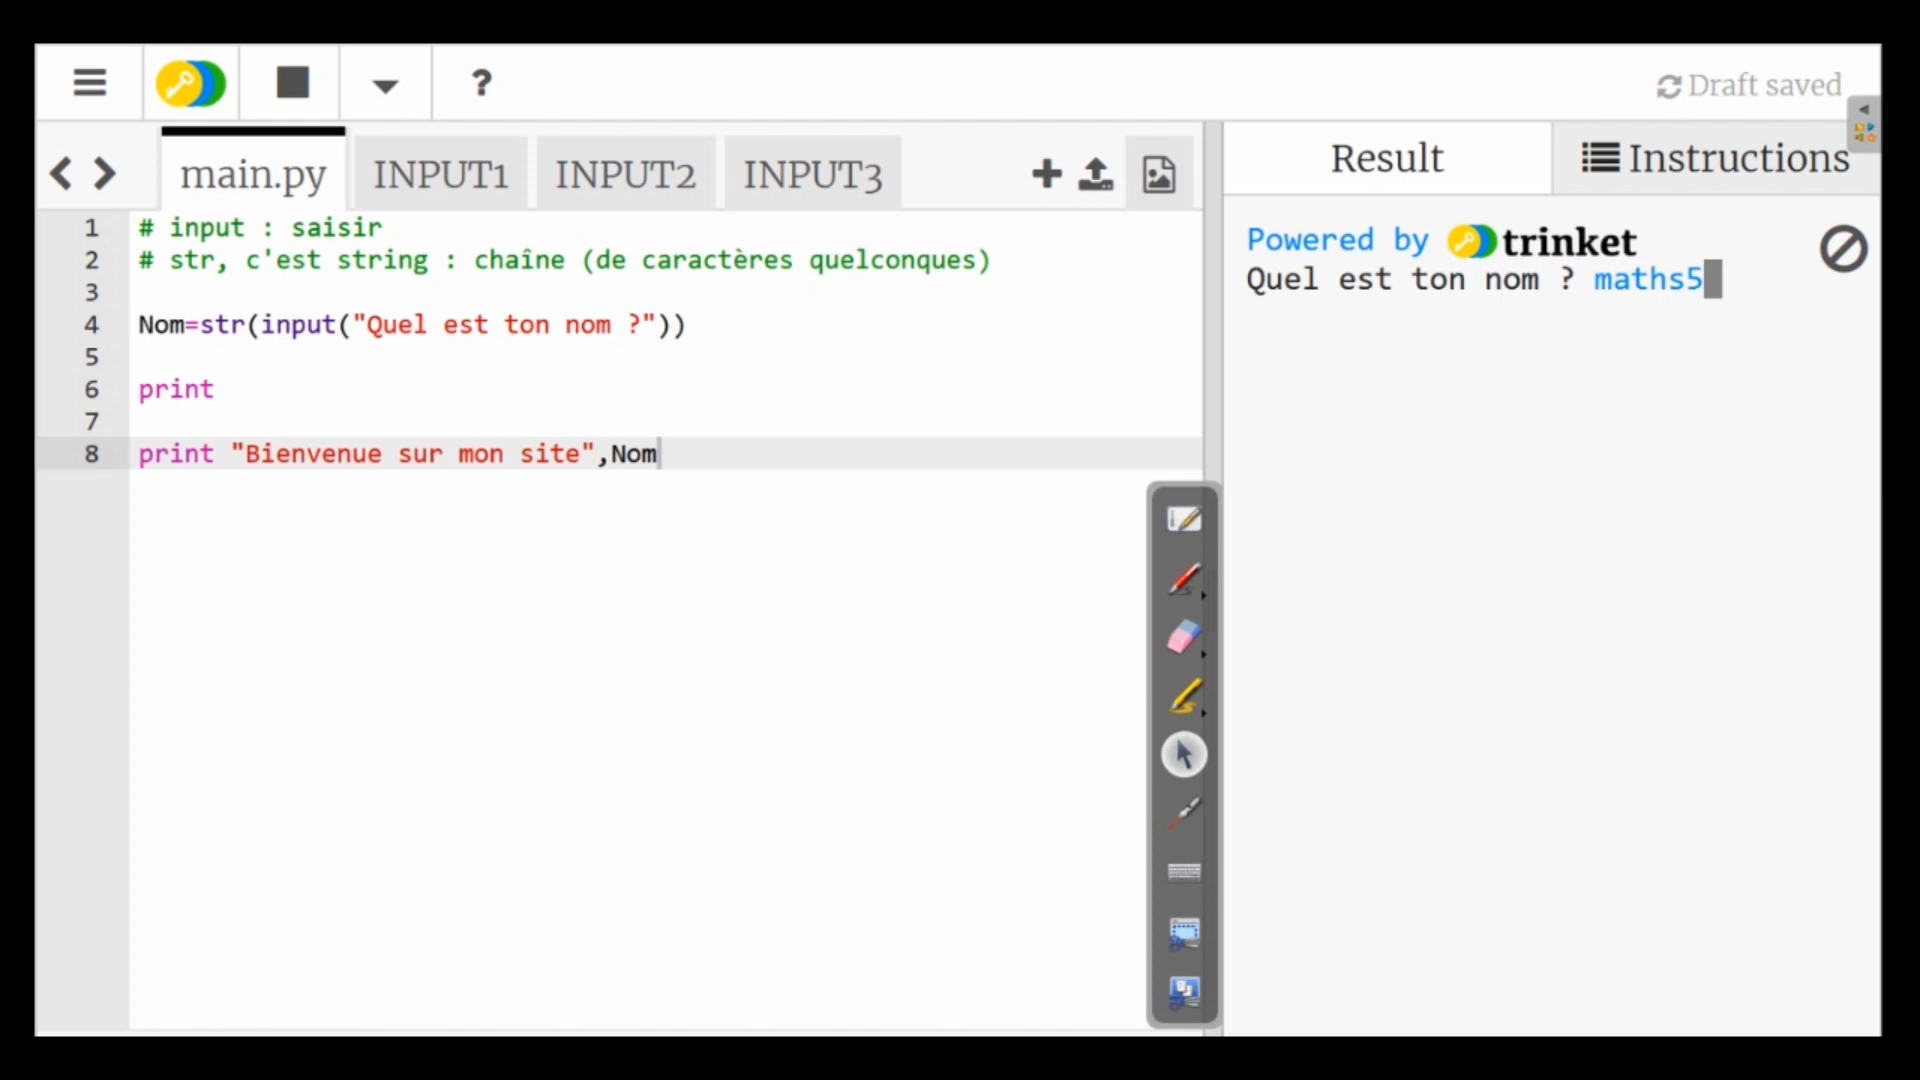 ?
Draft saved
main.py INPUT1 INPUT2 INPUT3
Result
Instructions
1 # input : saisir
2 # str, c'est string : chaîne (de caractères quelconques)
3
4 Nom=str(input("Quel est ton nom ?"))
5
6 print
7
8 print "Bienvenue sur mon site",Nom
Powered by trinket
Quel est ton nom ? maths5